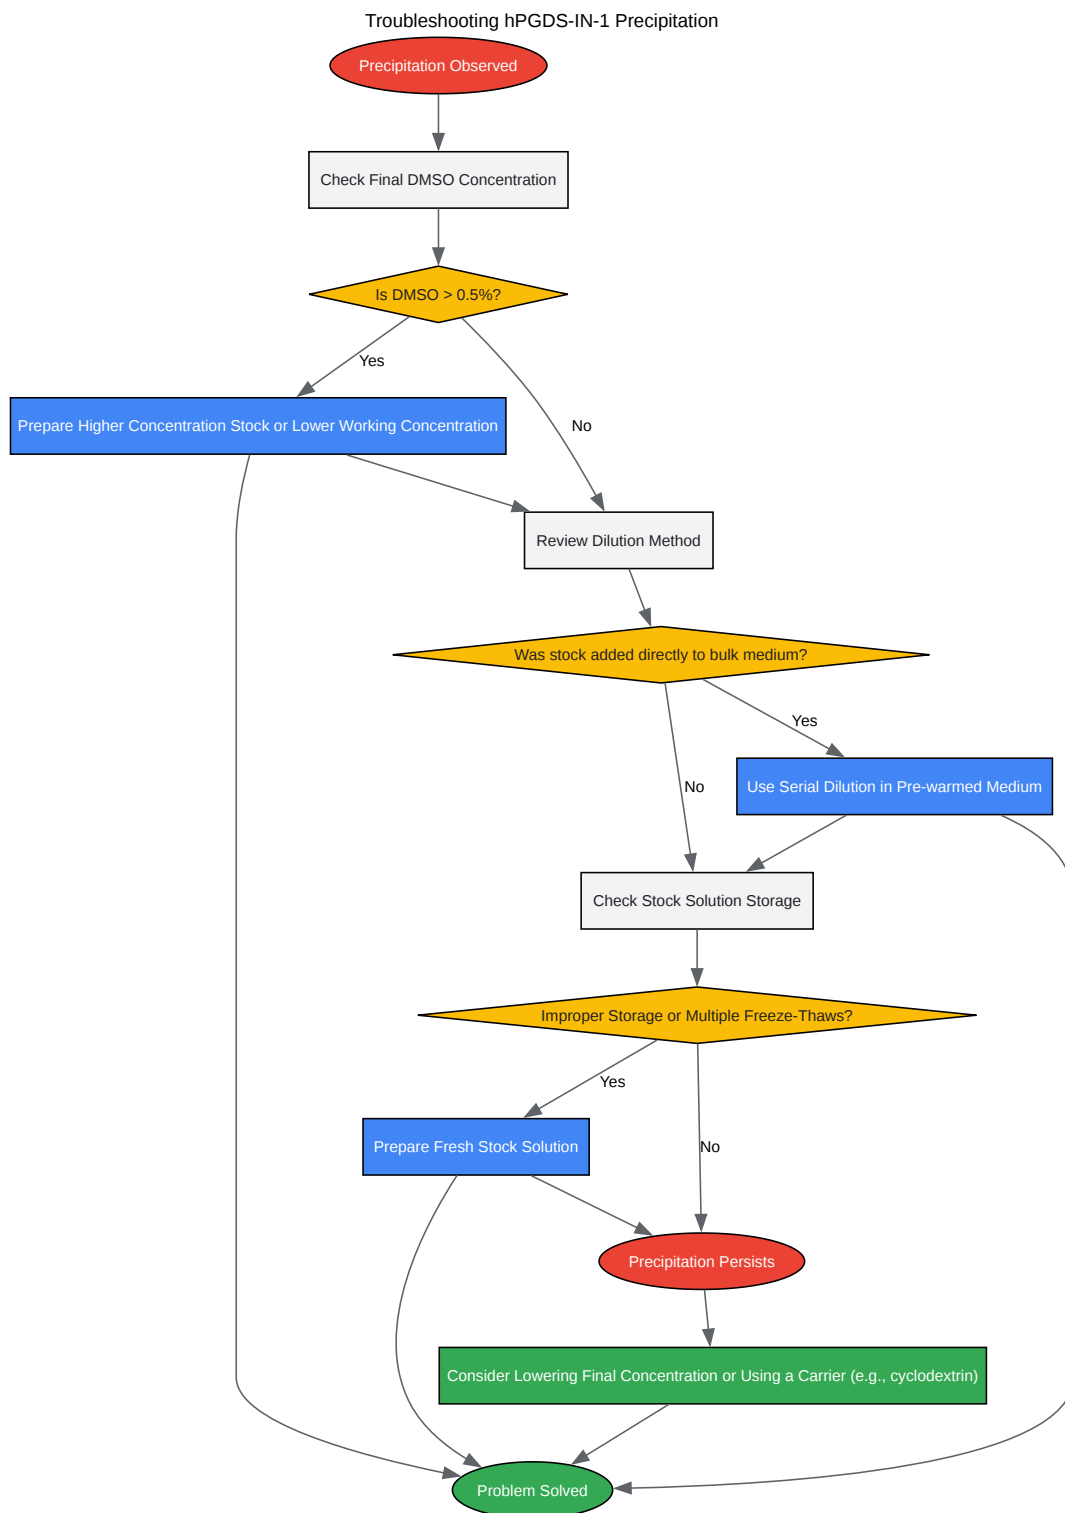 Troubleshooting hPGDS-IN-1 Precipitation
Precipitation Observed
Check Final DMSO Concentration
Is DMSO > 0.5%?
Yes
Prepare Higher Concentration Stock or Lower Working Concentration
No
Review Dilution Method
Was stock added directly to bulk medium?
Yes
Use Serial Dilution in Pre-warmed Medium
No
Check Stock Solution Storage
Improper Storage or Multiple Freeze-Thaws?
Yes
Prepare Fresh Stock Solution
No
Precipitation Persists
Consider Lowering Final Concentration or Using a Carrier (e.g., cyclodextrin)
Problem Solved